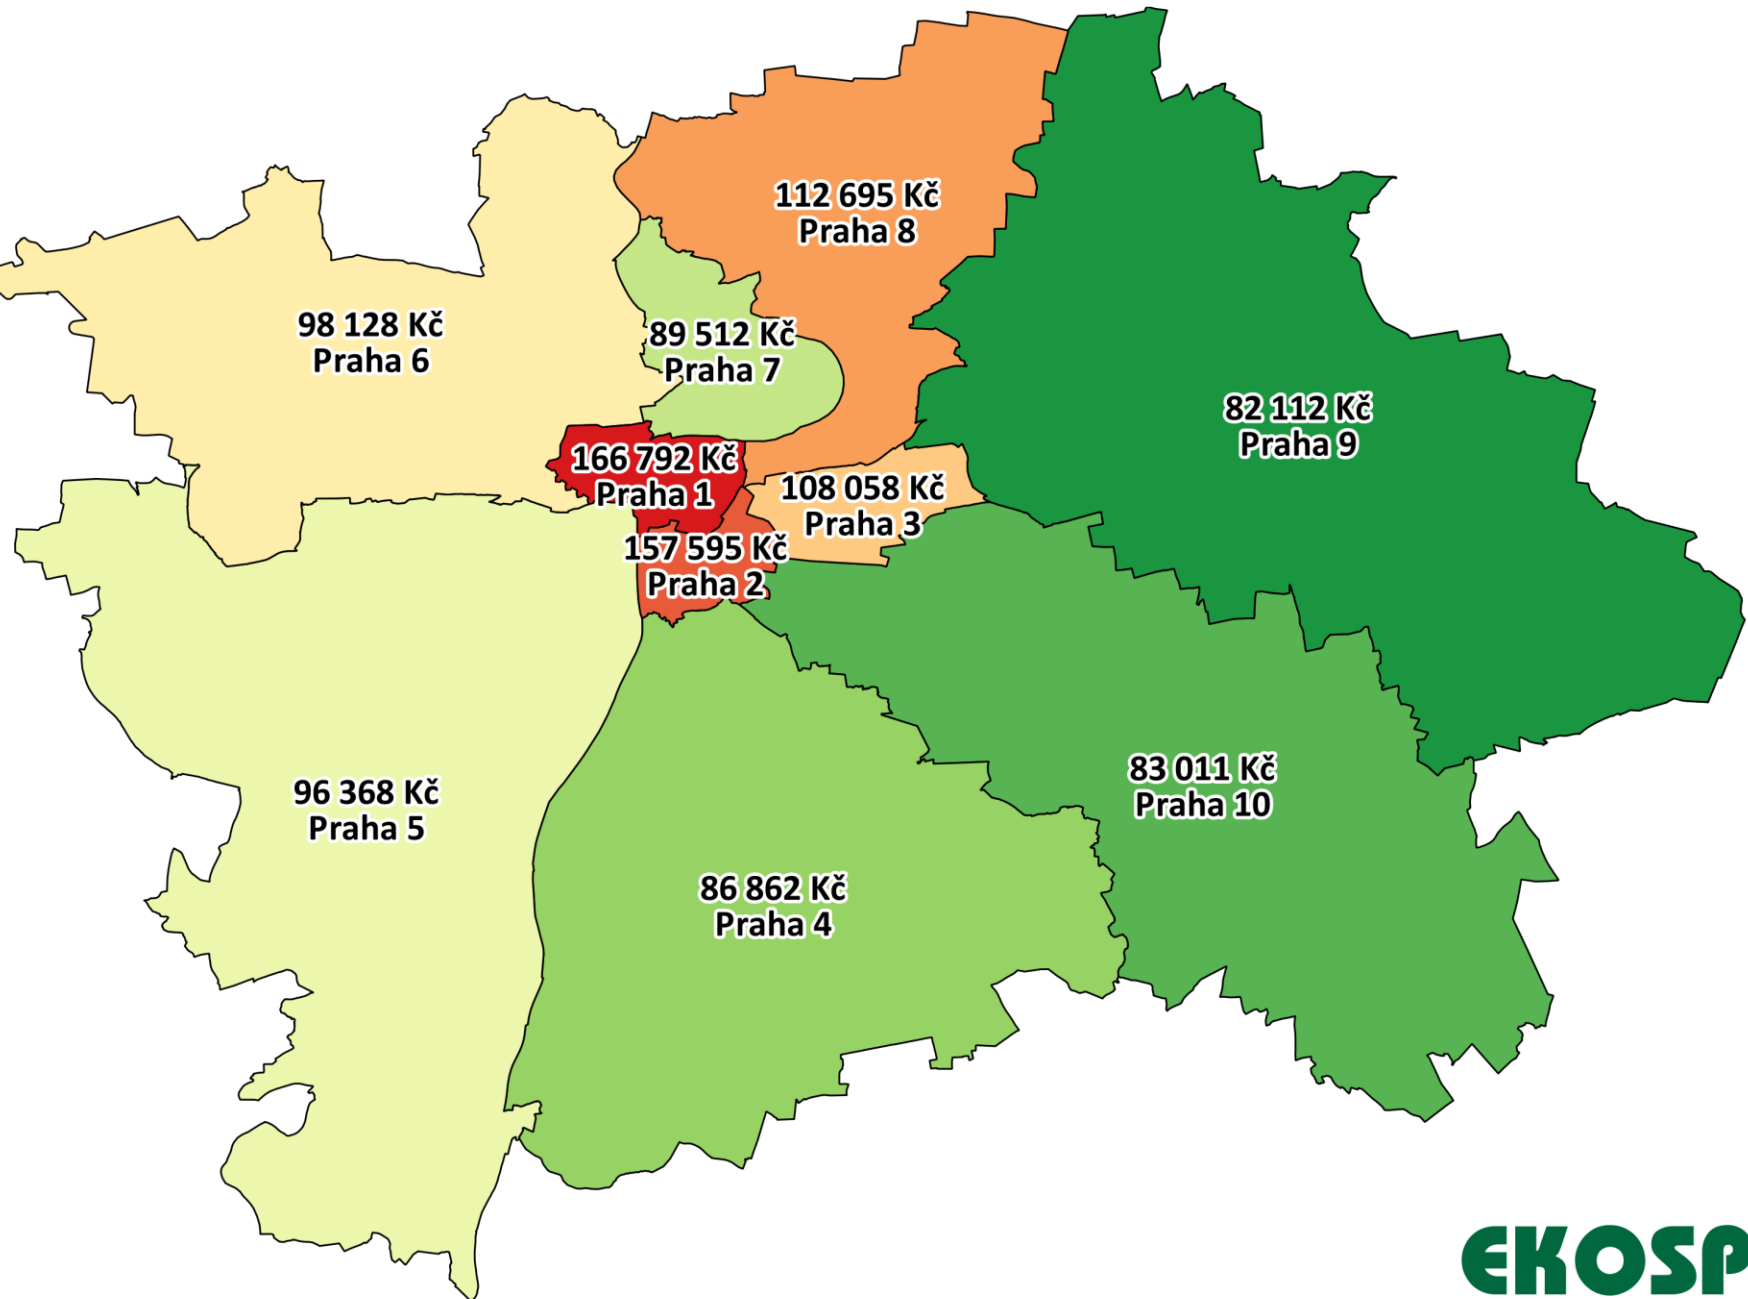 112 695 Kč
Praha 8
98 128 Kč
Praha 6
89 512 Kč
Praha 7
82 112 Kč
Praha 9
166 792 Kč
Praha 1
108 058 Kč
Praha 3
157 595 Kč
Praha 2
96 368 Kč
Praha 5
83 011 Kč
Praha 10
86 862 Kč
Praha 4
EKOSP